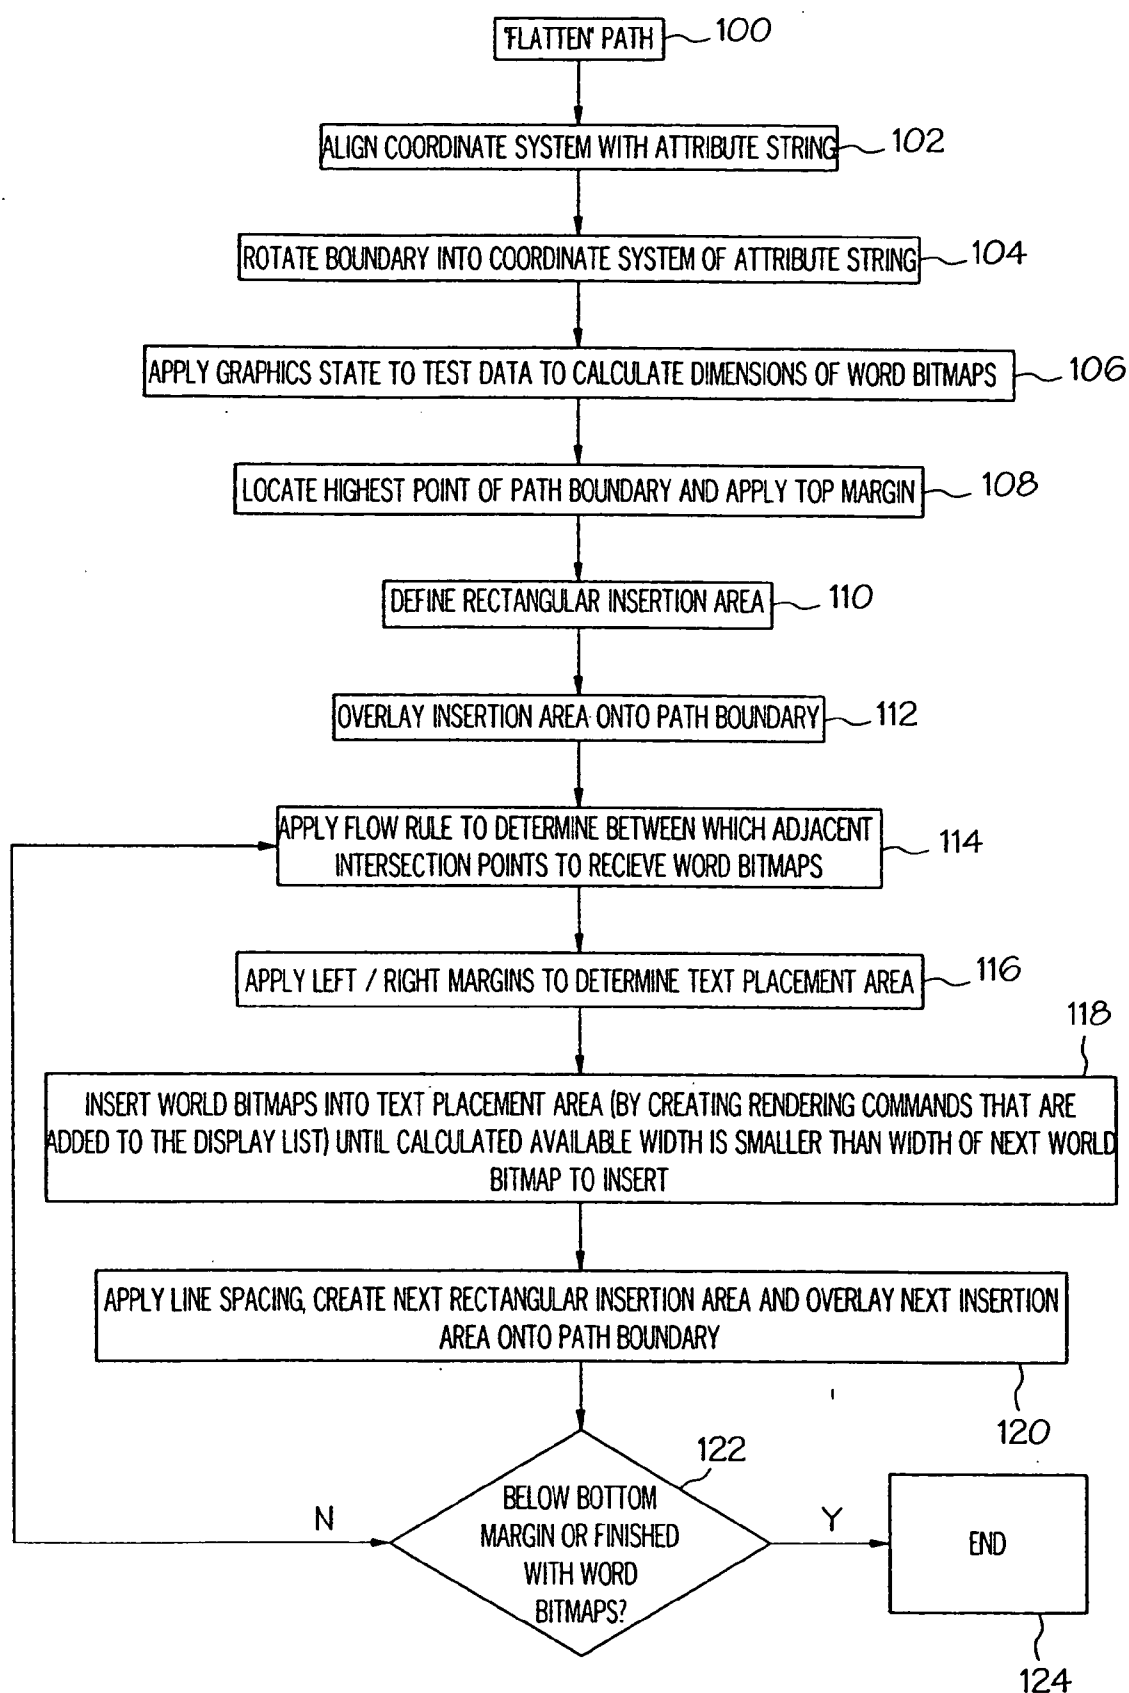 'FLATTEN' PATH
100
ALIGN COORDINATE SYSTEM WITH ATTRIBUTE STRING
102
ROTATE BOUNDARY INTO COORDINATE SYSTEM OF ATTRIBUTE STRING
104
APPLY GRAPHICS STATE TO TEST DATA TO CALCULATE DIMENSIONS OF WORD BITMAPS
106
LOCATE HIGHEST POINT OF PATH BOUNDARY AND APPLY TOP MARGIN
108
DEFINE RECTANGULAR INSERTION AREA
110
OVERLAY INSERTION AREA ONTO PATH BOUNDARY
112
APPLY FLOW RULE TO DETERMINE BETWEEN WHICH ADJACENT
INTERSECTION POINTS TO RECIEVE WORD BITMAPS
114
APPLY LEFT / RIGHT MARGINS TO DETERMINE TEXT PLACEMENT AREA
116
118
INSERT WORLD BITMAPS INTO TEXT PLACEMENT AREA (BY CREATING RENDERING COMMANDS THAT ARE
ADDED TO THE DISPLAY LIST) UNTIL CALCULATED AVAILABLE WIDTH IS SMALLER THAN WIDTH OF NEXT WORLD
BITMAP TO INSERT
APPLY LINE SPACING, CREATE NEXT RECTANGULAR INSERTION AREA AND OVERLAY NEXT INSERTION
AREA ONTO PATH BOUNDARY
120
122
BELOW BOTTOM
MARGIN OR FINISHED
WITH WORD
BITMAPS?
N
Y
END
124